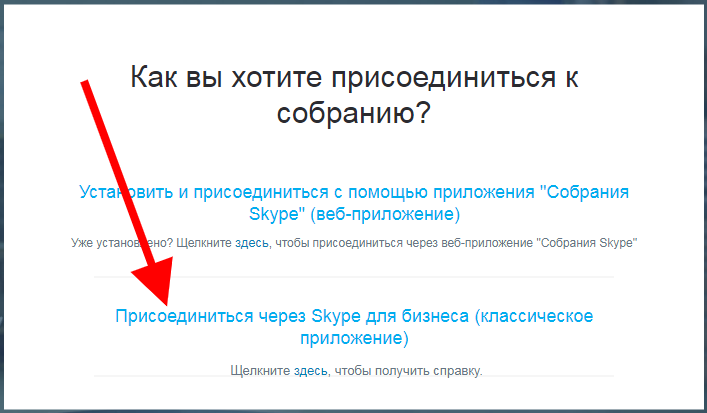 Как вы хотите присоединиться к
собранию?
Установить и присоединиться с помощью приложения "Собрания
Skype" (веб-приложение)
Уже установлено? Щелкните здесь, чтобы присоединиться через веб-приложение "Собрания Skype"
Присоединиться через Skype для бизнеса (классическое
приложение)
Щелкните здесь, чтобы получить справку.